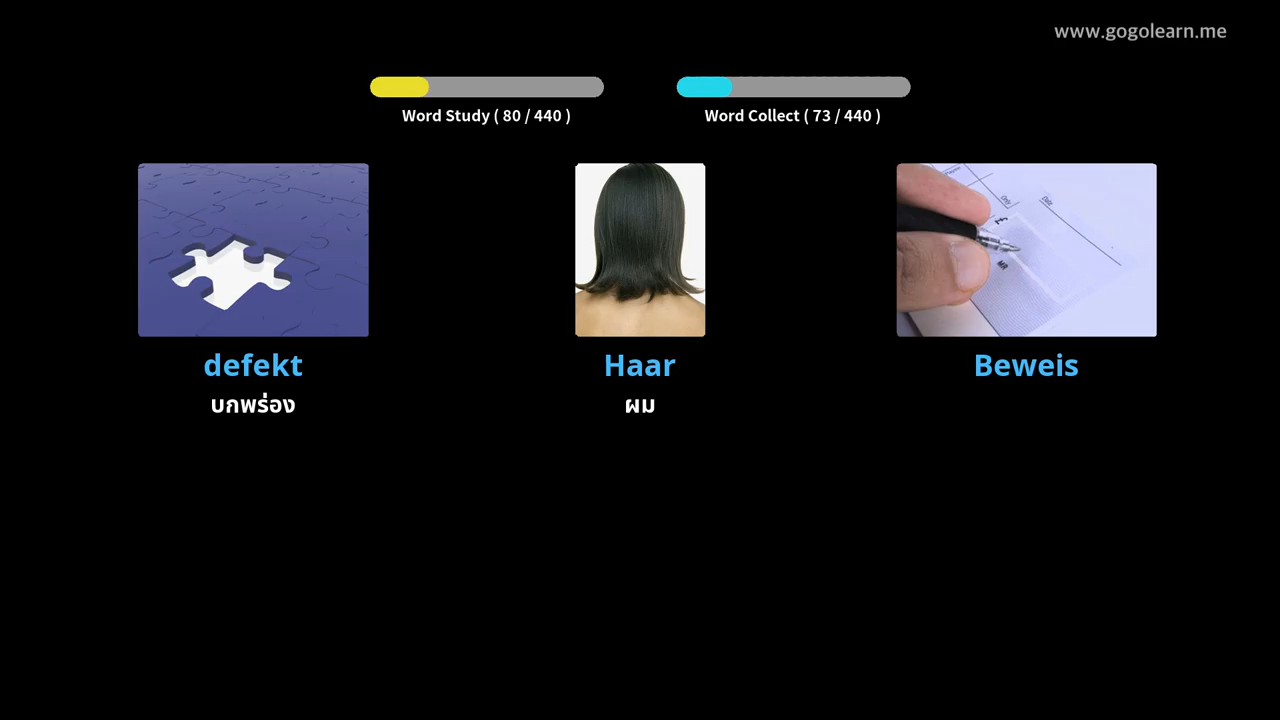 www.gogolearn.me
Word Study ( 80 / 440 )
Word Collect ( 73 / 440 )
defekt
Haar
Beweis
บกพร่อง
ผม